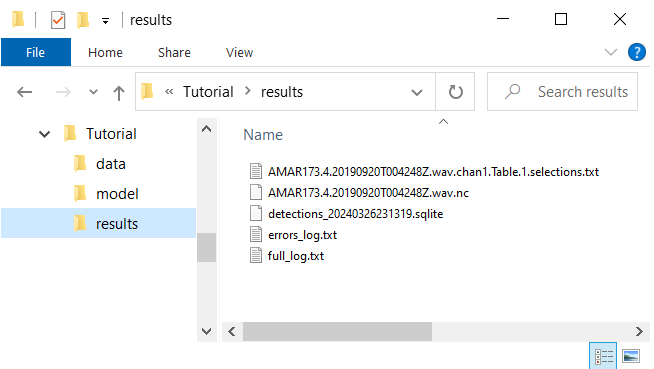 results
File
Home
Share
View
?
« Tutorial > results
Search results
Tutorial
data
model
results
Name
AMAR173.4.20190920T004248Z.wav.chan1.Table.1.selections.txt
AMAR173.4.20190920T004248Z.wav.nc
detections_20240326231319.sqlite
errors_log.txt
full_log.txt